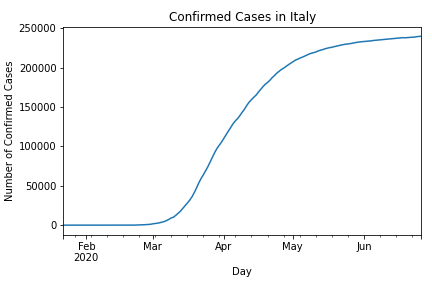 Confirmed Cases in Italy
Number of Confirmed Cases
250000
200000
150000
100000
50000
0
Feb
2020
Mar
Apr
May
Jun
Day